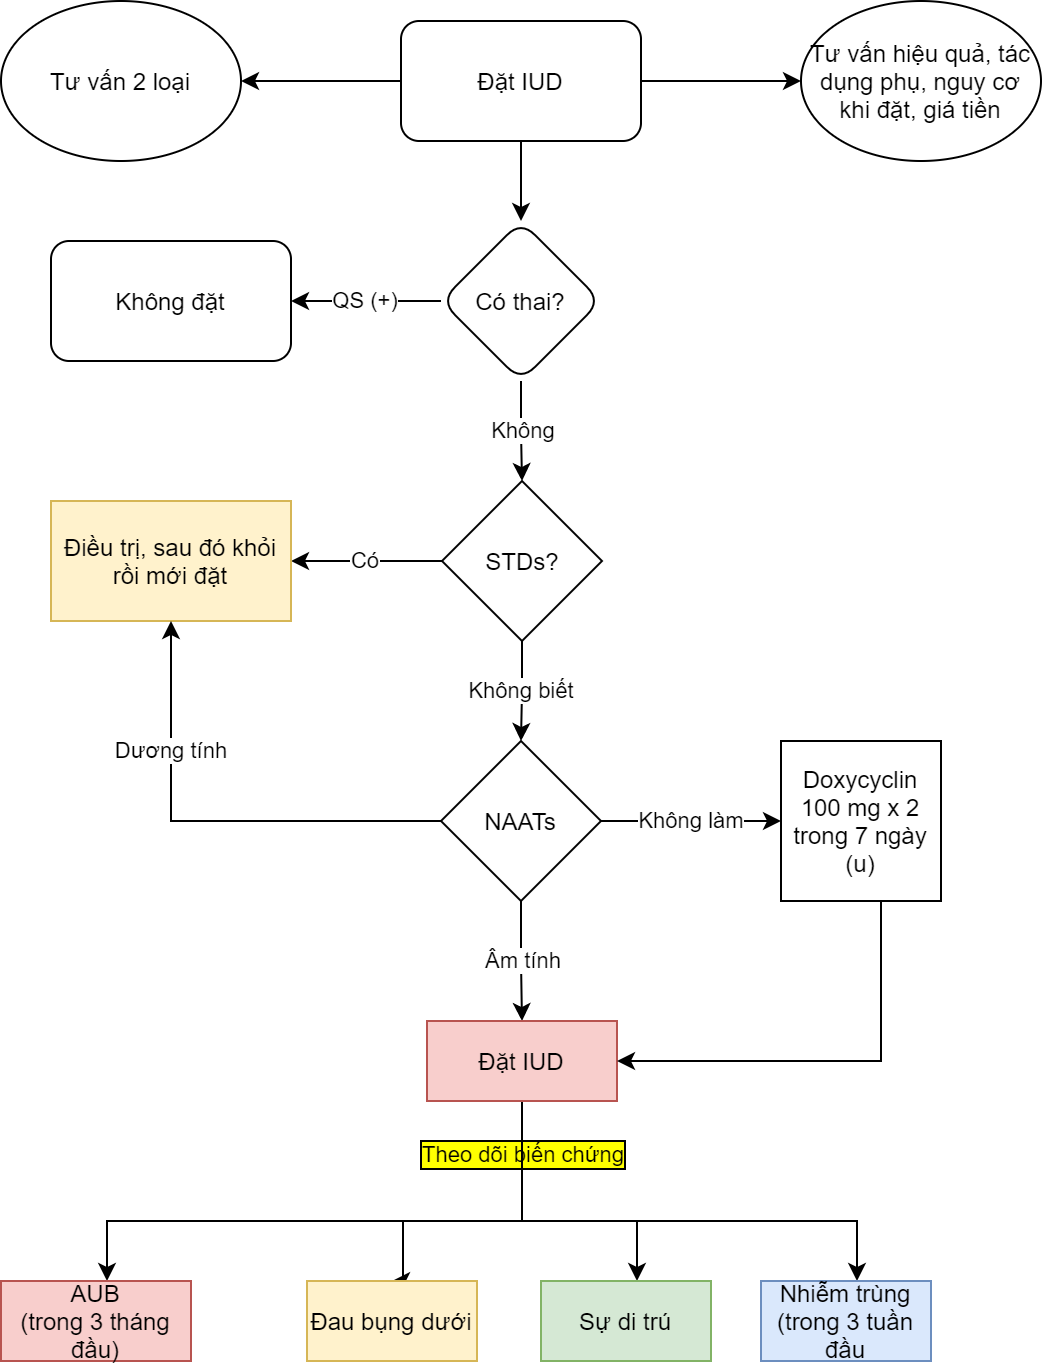 Tư vấn 2 loại
Đặt IUD
Tư vấn hiệu quả, tác
dụng phụ, nguy cơ
khi đặt, giá tiền
Không đặt
QS (+)
Có thai?
Không
Điều trị, sau đó khỏi
rồi mới đặt
Có
STDs?
Không biết
Dương tính
NAATs
Không làm
Doxycyclin
100 mg x 2
trong 7 ngày
(u)
Âm tính
Đặt IUD
Theo dõi biến chứng
AUB
(trong 3 tháng
đầu)
Đau bụng dưới
Sự di trú
Nhiễm trùng
(trong 3 tuần
đầu